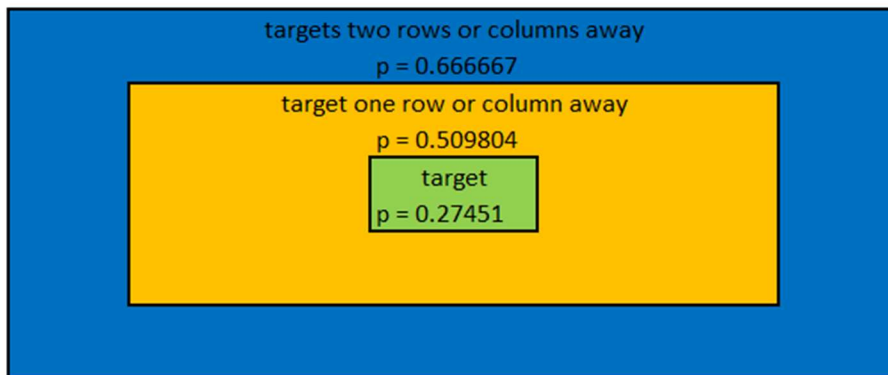 targets two rows or columns away
p = 0.666667
target one row or column away
p = 0.509804
target
p = 0.27451